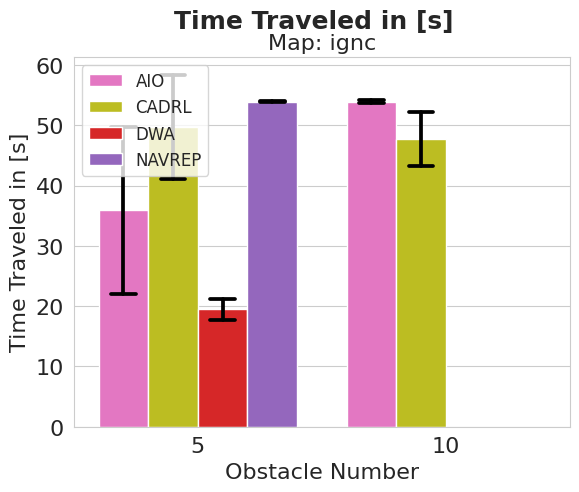 Time Traveled in [s]
Map: ignc
60
50
40
30
20
10
0
Time Traveled in [s]
AIO
CADRL
DWA
NAVREP
5
10
Obstacle Number